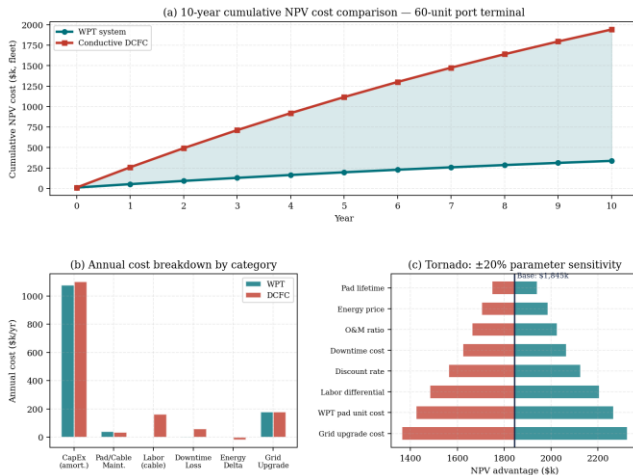 (a) 10-year cumulative NPV cost comparison — 60-unit port terminal
WPT system
Conductive DCFC
Cumulative NPV cost ($k, fleet)
2000
1750
1500
1250
1000
750
500
250
0
0 1 2 3 4 5 6 7 8 9 10
Year
(b) Annual cost breakdown by category
WPT
DCFC
Annual cost ($k/yr)
1000
800
600
400
200
0
CapEx (amort.)
Pad/Cable Maint.
Labor (cable)
Downtime Loss
Energy Delta
Grid Upgrade
(c) Tornado: ±20% parameter sensitivity
Base: $1,845k
Pad lifetime
Energy price
O&M ratio
Downtime cost
Discount rate
Labor differential
WPT pad unit cost
Grid upgrade cost
1400 1600 1800 2000 2200
NPV advantage ($k)